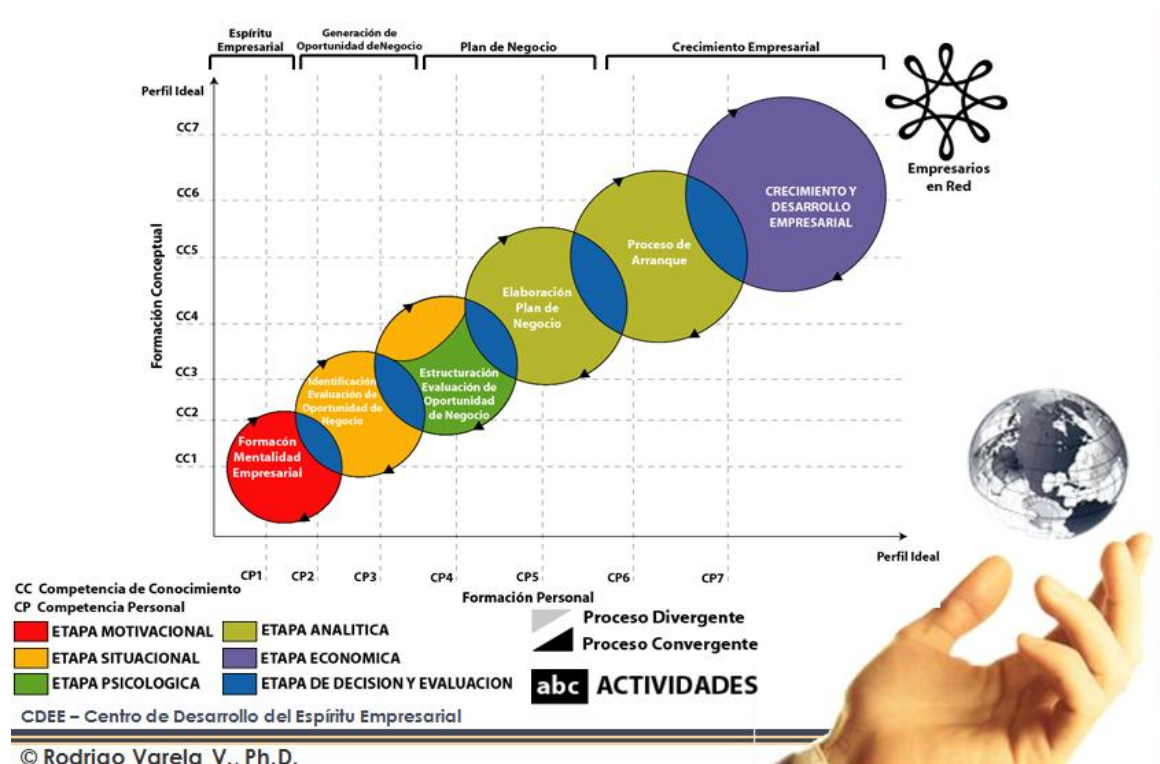 Espíritu
Empresarial
Generación de
Oportunidad deNegocio
Plan de Negocio
Crecimiento Empresarial
Perfil Ideal
CC7
CC6
CC5
CC4
CC3
CC2
CC1
Formación Conceptual
Empresarios
en Red
CRECIMIENTO Y
DESARROLLO
EMPRESARIAL
Proceso de
Arranque
Elaboración
Plan de
Negocio
Estructuración
Evaluación de
Oportunidad
de Negocio
Identificación
Evaluación de
Oportunidad de
Negocio
Formacón
Mentalidad
Empresarial
Perfil Ideal
CP1
CP2
CP3
CP4
CP5
CP6
CP7
Formación Personal
CC Competencia de Conocimiento
CP Competencia Personal
ETAPA MOTIVACIONAL
ETAPA ANALITICA
ETAPA SITUACIONAL
ETAPA ECONOMICA
ETAPA PSICOLOGICA
ETAPA DE DECISION Y EVALUACION
Proceso Divergente
Proceso Convergente
abc ACTIVIDADES
CDEE – Centro de Desarrollo del Espíritu Empresarial
© Rodrigo Varela V., Ph.D.